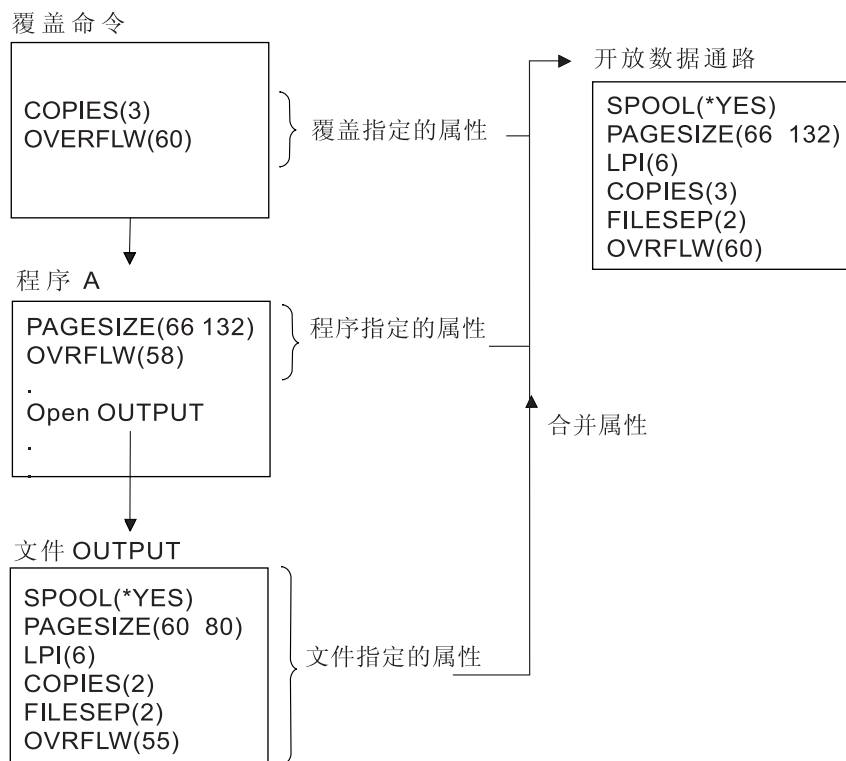 覆盖命令
COPIES(3)
OVERFLW(60)
覆盖指定的属性
程序 A
PAGESIZE(66 132)
OVRFLW(58)
.
Open OUTPUT
.
.
程序指定的属性
文件 OUTPUT
SPOOL(*YES)
PAGESIZE(60 80)
LPI(6)
COPIES(2)
FILESEP(2)
OVRFLW(55)
文件指定的属性
合并属性
开放数据通路
SPOOL(*YES)
PAGESIZE(66 132)
LPI(6)
COPIES(3)
FILESEP(2)
OVRFLW(60)